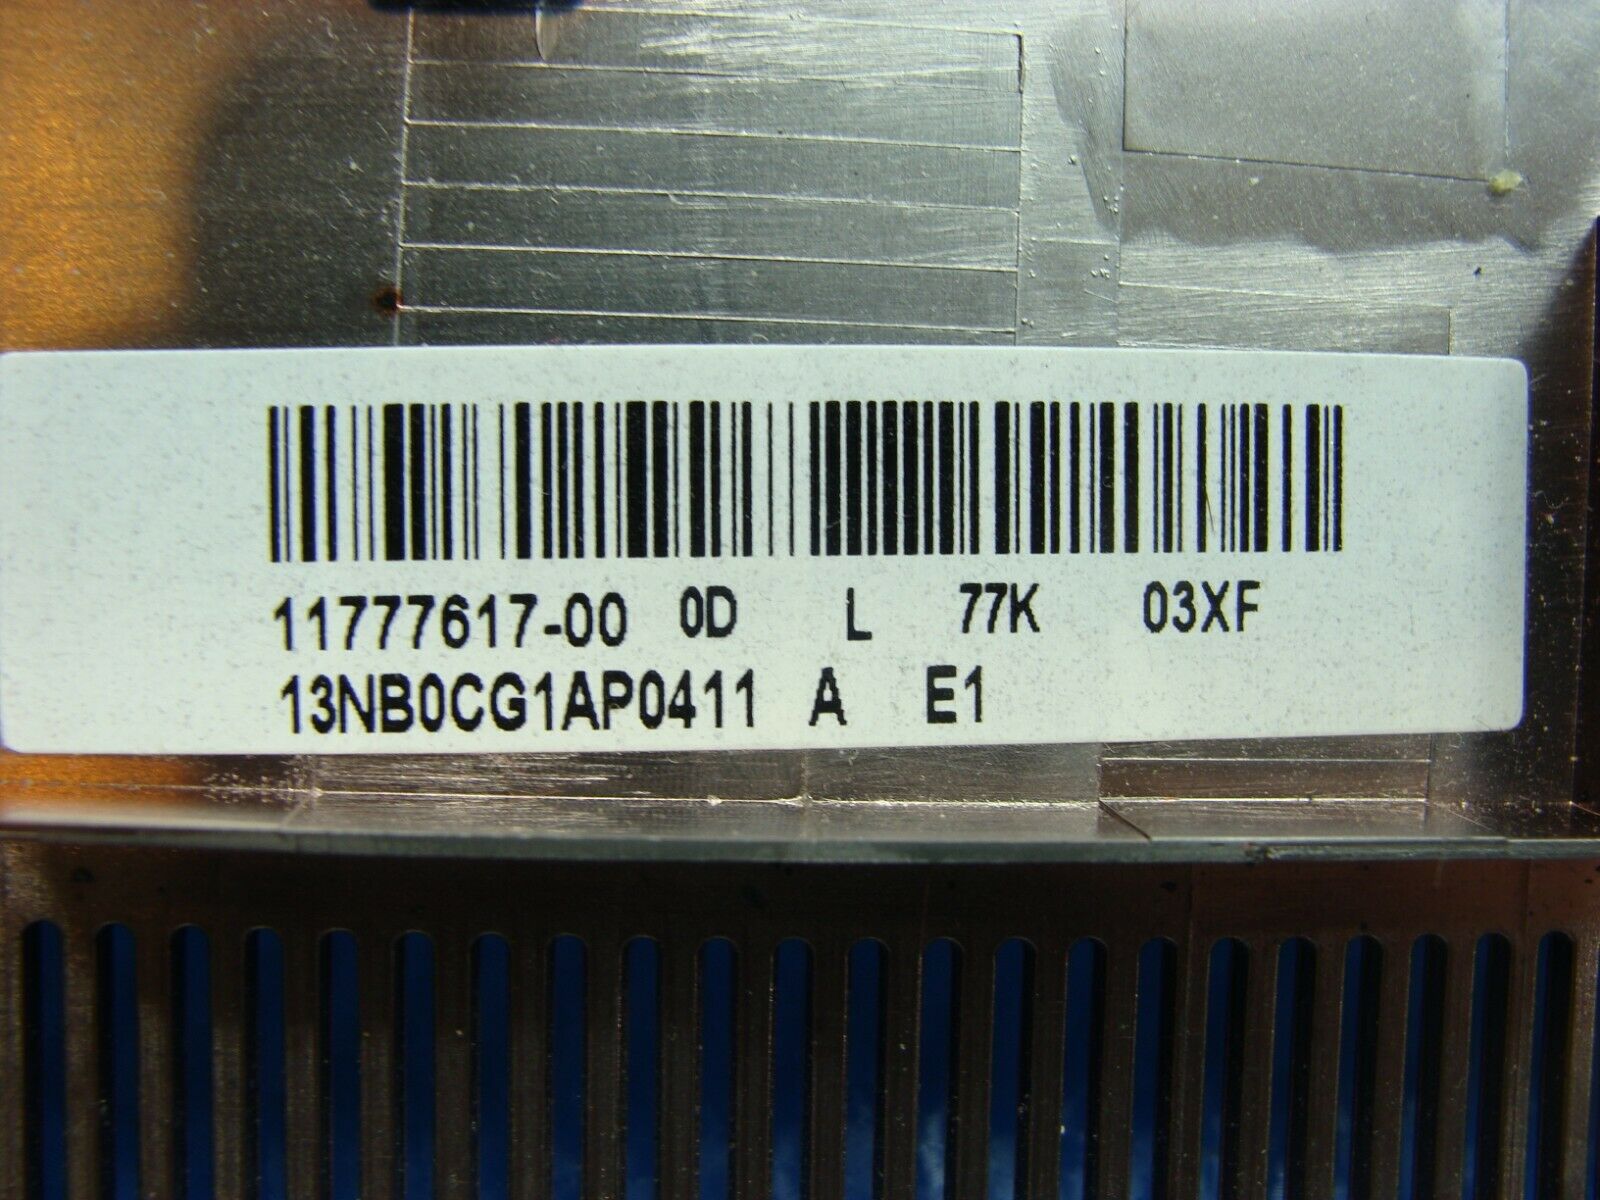 11777617-00 0D L 77K 03XF
13NB0CG1AP0411 A E1